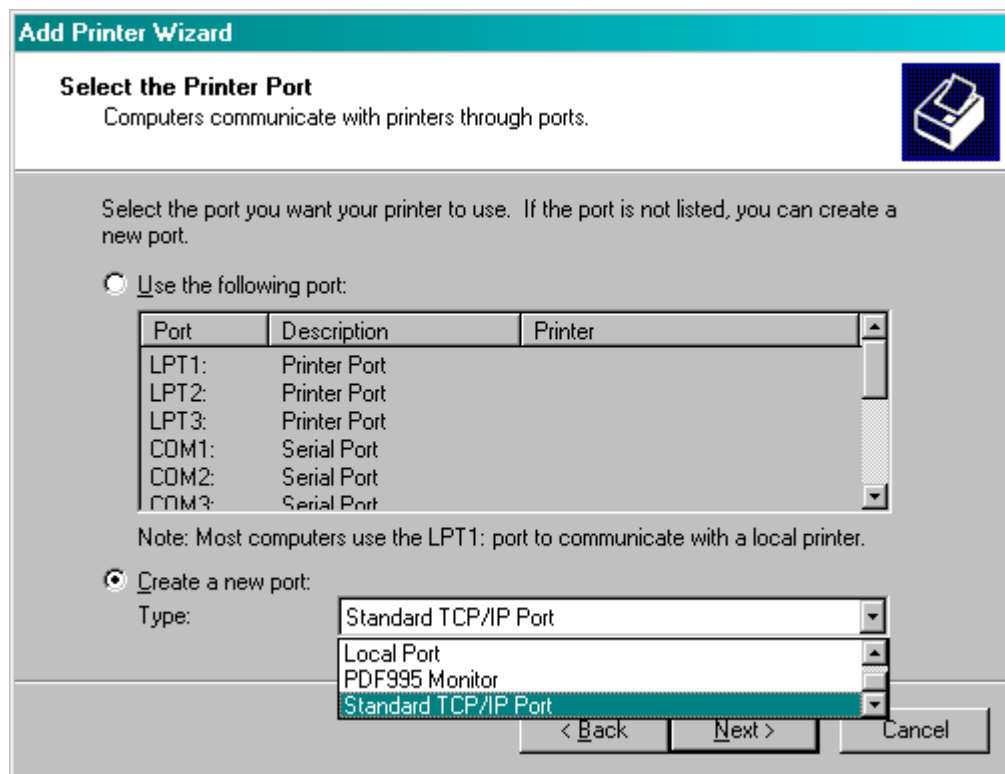 Add Printer Wizard
Select the Printer Port
Computers communicate with printers through ports.
Select the port you want your printer to use.  If the port is not listed, you can create a
new port.
Use the following port:
Port Description Printer
LPT1: Printer Port
LPT2: Printer Port
LPT3: Printer Port
COM1: Serial Port
COM2: Serial Port
COM3: Serial Port
Note: Most computers use the LPT1: port to communicate with a local printer.
Create a new port:
Type: Standard TCP/IP Port
Local Port
PDF995 Monitor
Standard TCP/IP Port
< Back Next > Cancel